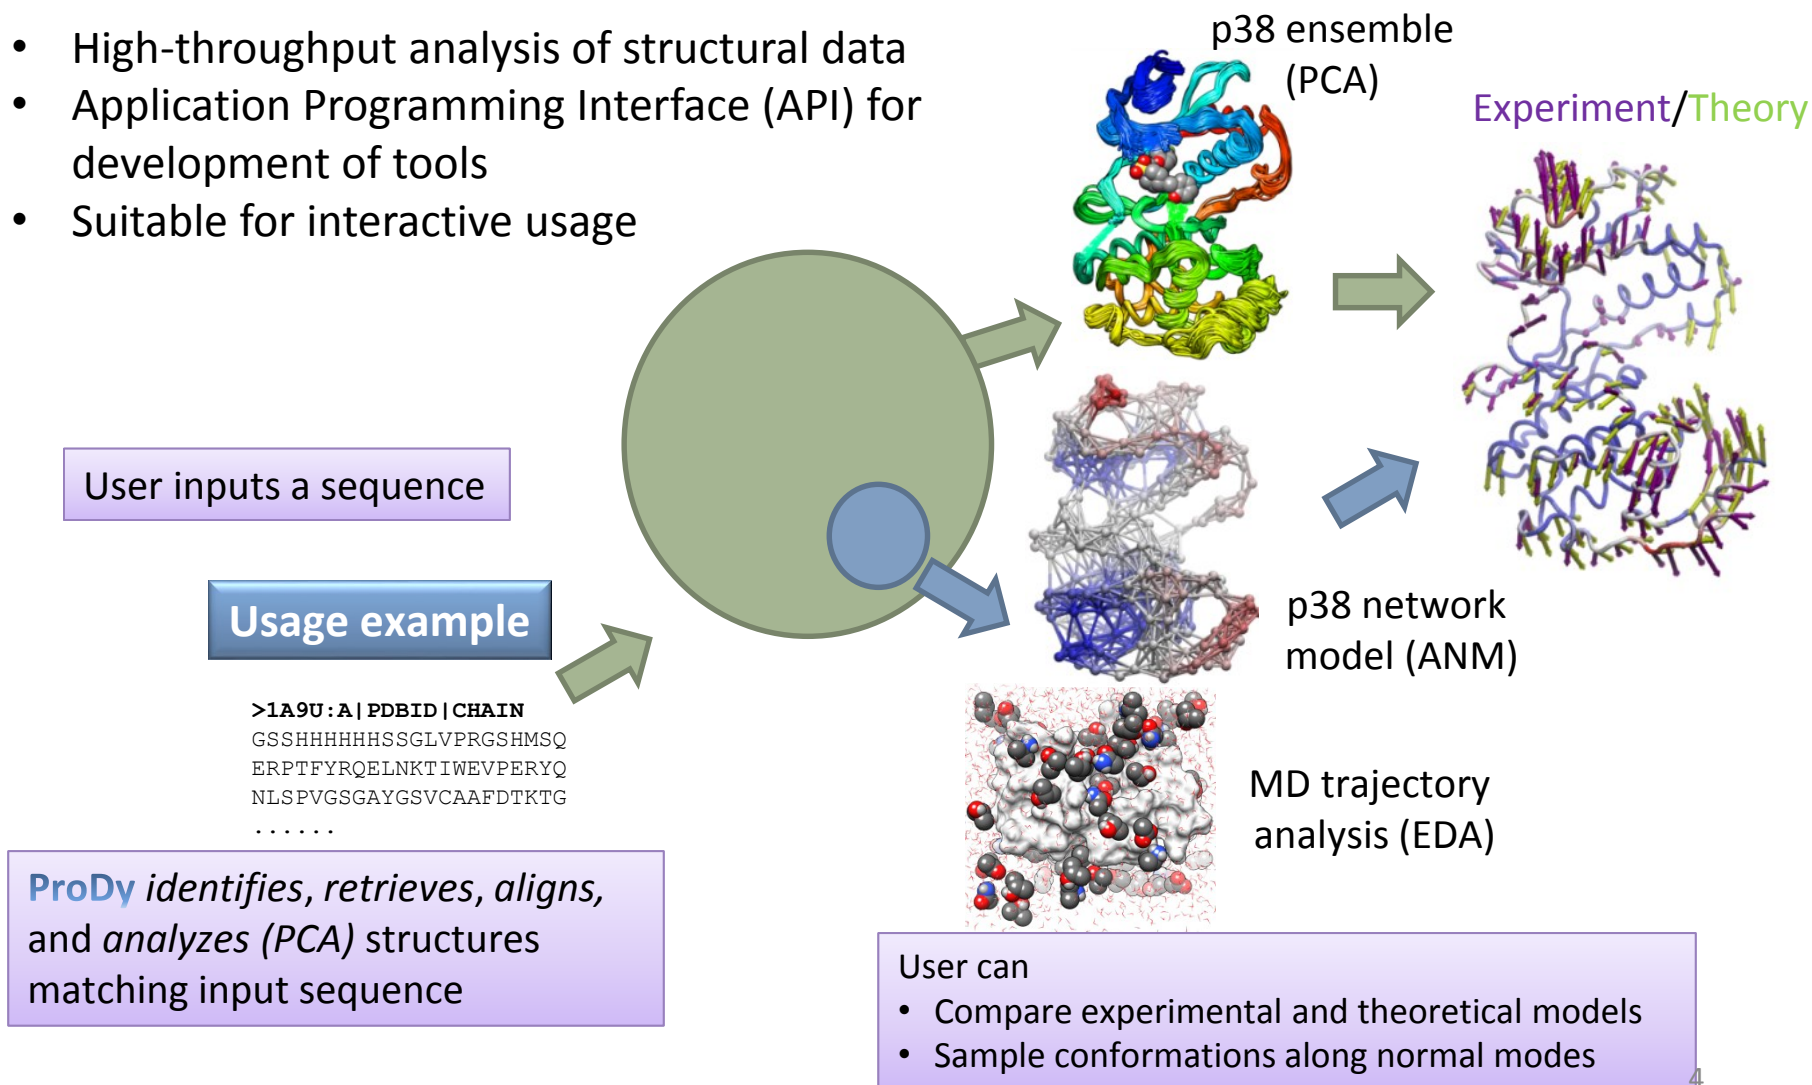 • High-throughput analysis of structural data
• Application Programming Interface (API) for
development of tools
• Suitable for interactive usage
p38 ensemble
(PCA)
Experiment/Theory
User inputs a sequence
Usage example
>1A9U:A|PDBID|CHAIN
GSSHHHHHHSSGLVPRGSHMSQ
ERPTFYRQELNKTIWEVPERYQ
NLSPVGSGAYGSVCAAFDTKTG
......
ProDy identifies, retrieves, aligns,
and analyzes (PCA) structures
matching input sequence
p38 network
model (ANM)
MD trajectory
analysis (EDA)
User can
• Compare experimental and theoretical models
• Sample conformations along normal modes
4